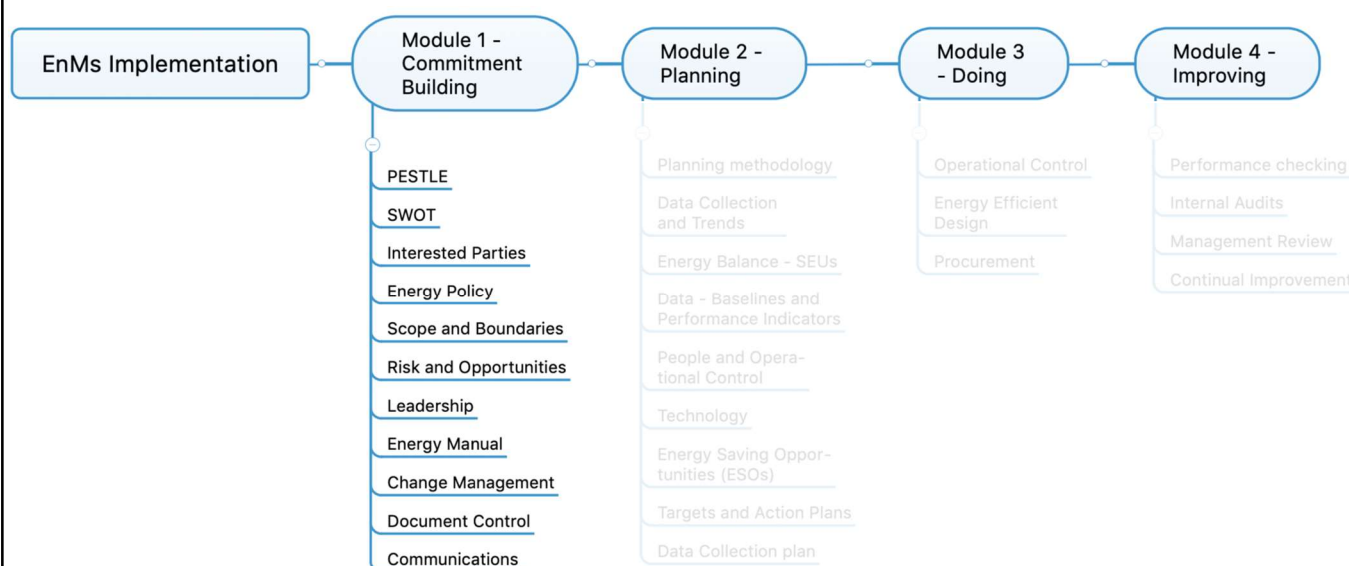 EnMs Implementation
Module 1 -
Commitment
Building
Module 2 -
Planning
Module 3
- Doing
Module 4 -
Improving
PESTLE
SWOT
Interested Parties
Energy Policy
Scope and Boundaries
Risk and Opportunities
Leadership
Energy Manual
Change Management
Document Control
Communications
Planning methodology
Data Collection
and Trends
Energy Balance - SEUs
Data - Baselines and
Performance Indicators
People and Opera-
tional Control
Technology
Energy Saving Oppor-
tunities (ESOs)
Targets and Action Plans
Data Collection plan
Operational Control
Energy Efficient
Design
Procurement
Performance checking
Internal Audits
Management Review
Continual Improvement